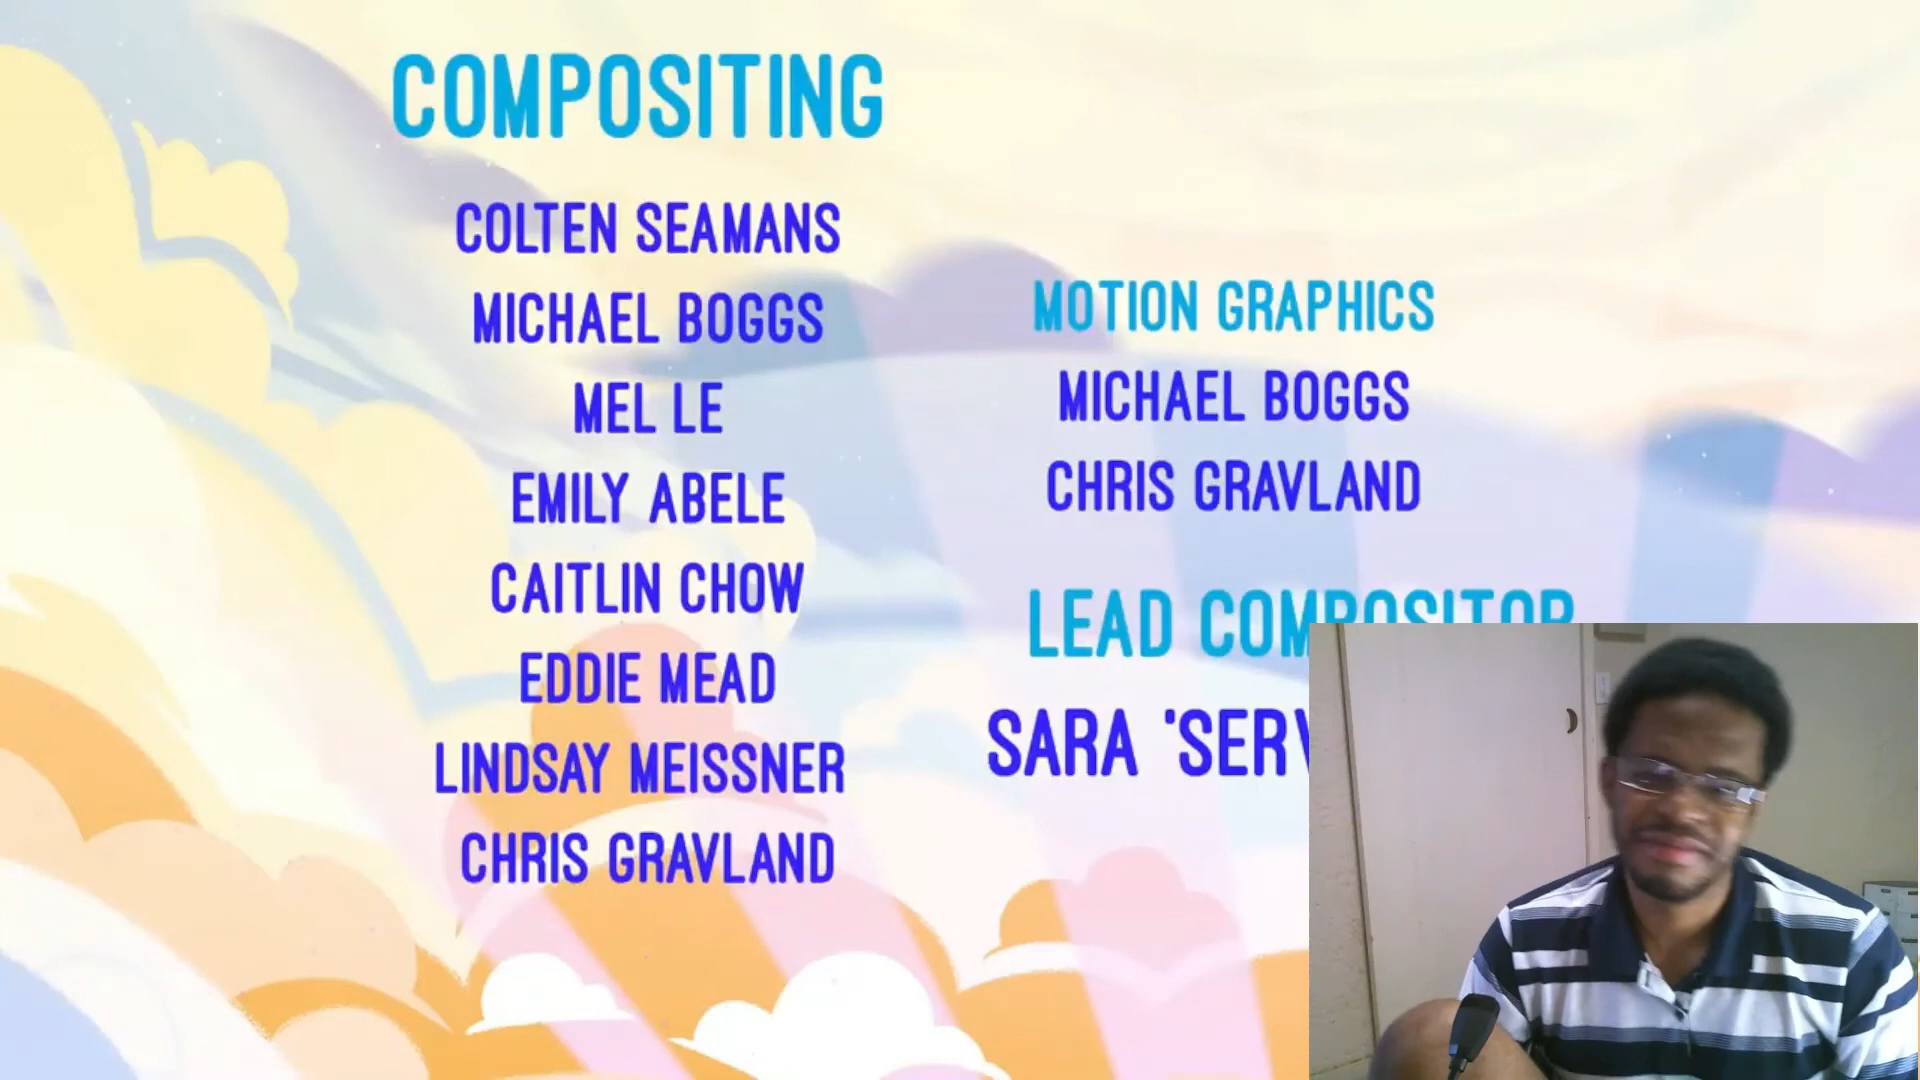 COMPOSITING
COLTEN SEAMANS
MICHAEL BOGGS
MEL LE
EMILY ABELE
CAITLIN CHOW
EDDIE MEAD
LINDSAY MEISSNER
CHRIS GRAVLAND
MOTION GRAPHICS
MICHAEL BOGGS
CHRIS GRAVLAND
LEAD COMPOSITOR
SARA